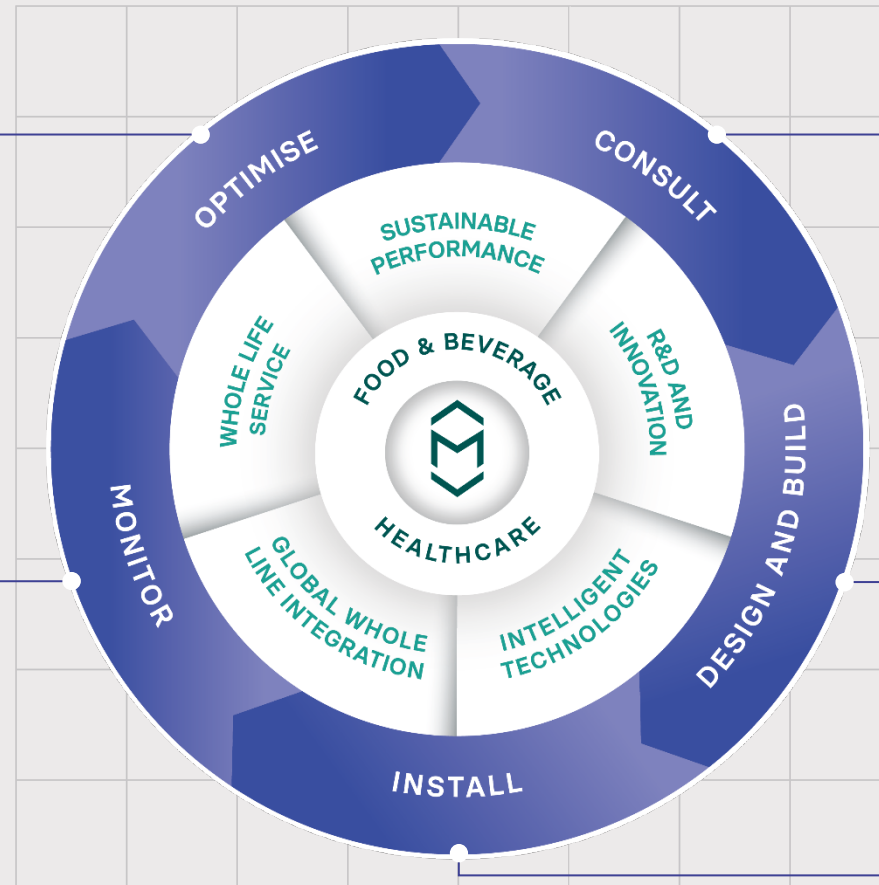 OPTIMISE
CONSULT
DESIGN AND BUILD
INSTALL
MONITOR
SUSTAINABLE
PERFORMANCE
R&D AND
INNOVATION
INTELLIGENT
TECHNOLOGIES
GLOBAL WHOLE
LINE INTEGRATION
WHOLE LIFE
SERVICE
FOOD & BEVERAGE
HEALTHCARE